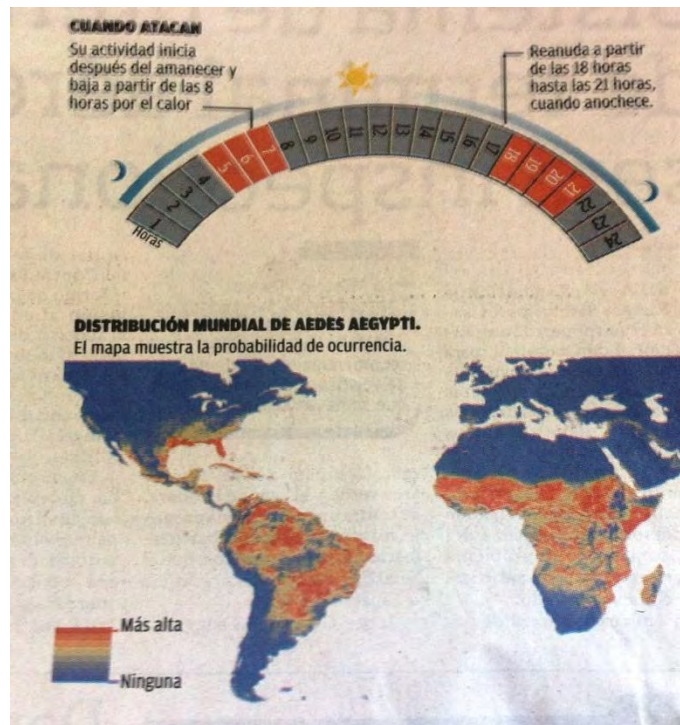 CUANDO ATACAN
Su actividad inicia
después del amanecer y
baja a partir de las 8
horas por el calor
Reanuda a partir
de las 18 horas
hasta las 21 horas,
cuando anochece.
1 2 3 4 5 6 7 8 9 10 11 12 13 14 15 16 17 18 19 20 21 22 23 24
Horas
DISTRIBUCIÓN MUNDIAL DE AEDES AEGYPTI.
El mapa muestra la probabilidad de ocurrencia.
Más alta
Ninguna